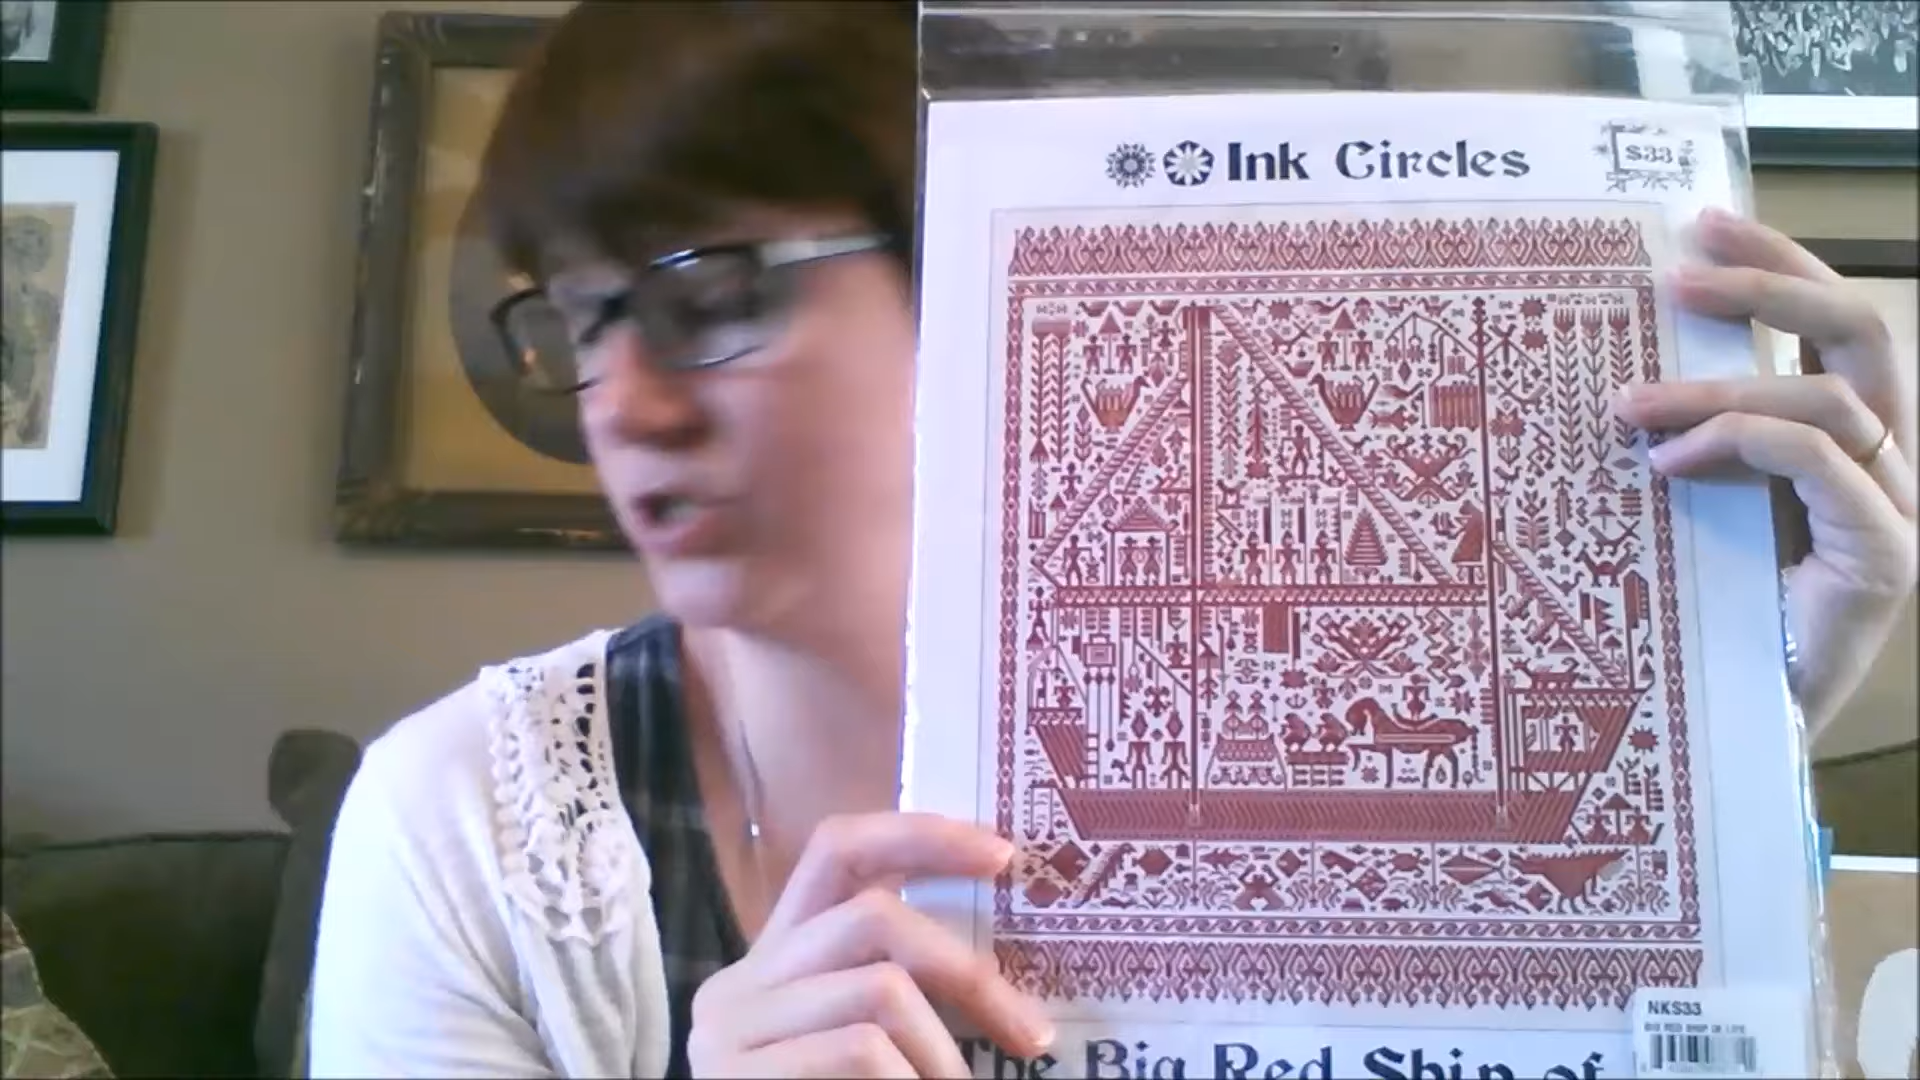 Ink Circles
$33
NKS33
BIG RED SHIP OF LIFE
The Big Red Ship of